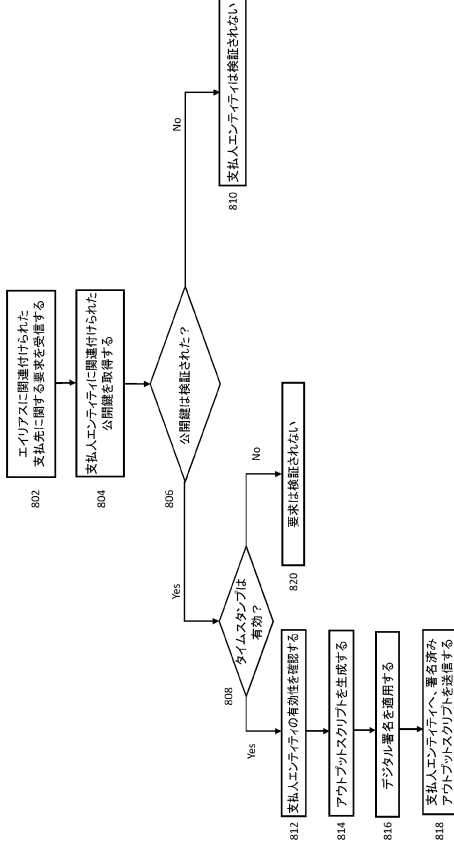 802
エイリアスに関連付けられた
支払先に関する要求を受信する
804
支払人エンティティに関連付けられた
公開鍵を取得する
806
公開鍵は検証された？
Yes
No
808
タイムスタンプは
有効？
810
支払人エンティティは検証されない
Yes
No
812
支払人エンティティの有効性を確認する
820
要求は検証されない
814
アウトプットスクリプトを生成する
816
デジタル署名を適用する
818
支払人エンティティへ、署名済み
アウトプットスクリプトを送信する